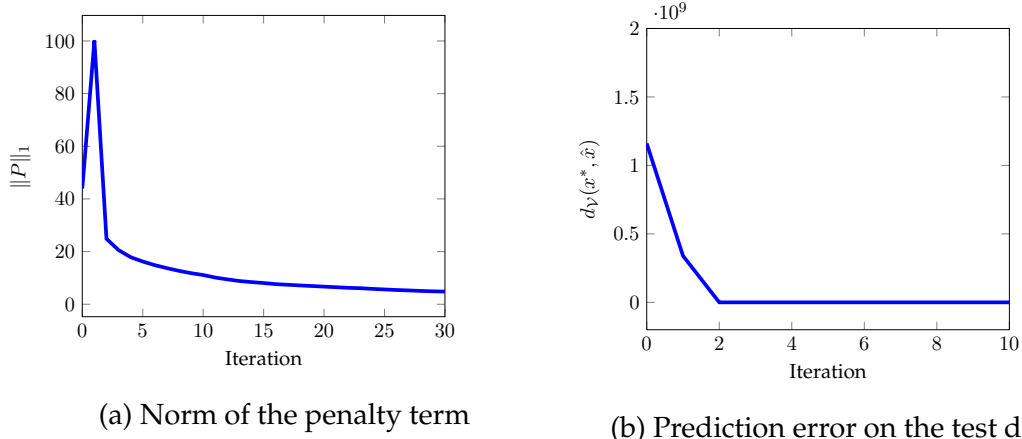 100
80
60
40
20
0
‖P‖₁
0 5 10 15 20 25 30
Iteration
(a) Norm of the penalty term
·10⁹
2
1.5
1
0.5
0
d𝒱(x*, x̂)
0 2 4 6 8 10
Iteration
(b) Prediction error on the test d